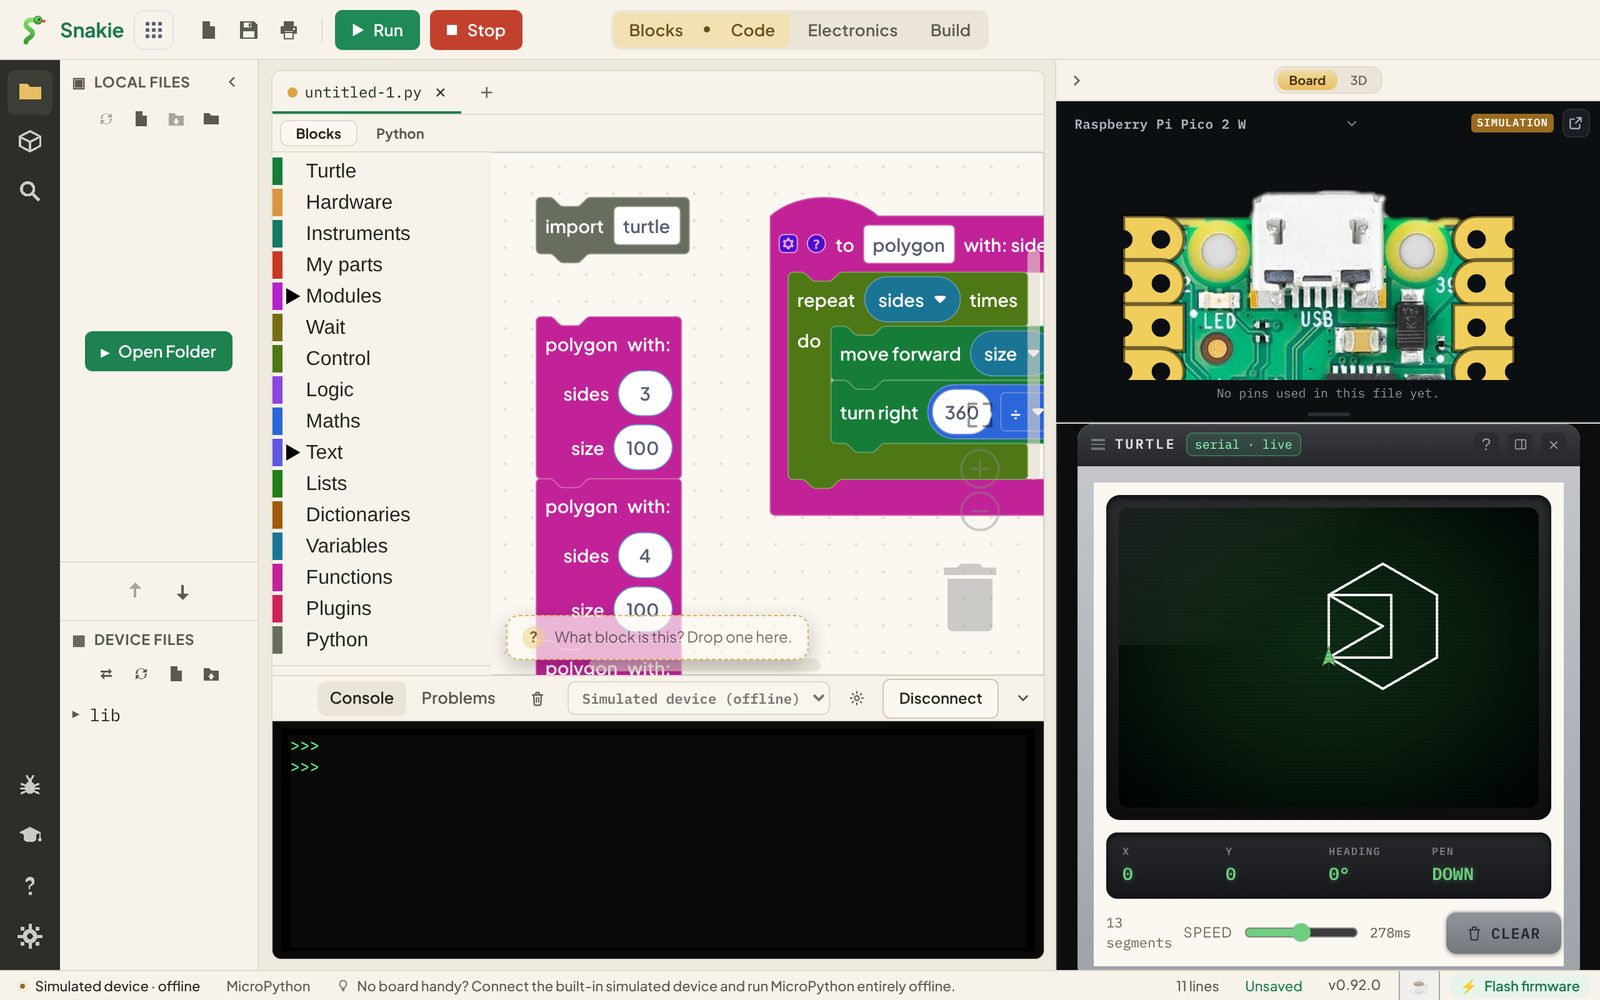 Snakie
Run
Stop
Blocks • Code
Electronics
Build
LOCAL FILES
Open Folder
DEVICE FILES
lib
untitled-1.py
Blocks
Python
Turtle
Hardware
Instruments
My parts
Modules
Wait
Control
Logic
Maths
Text
Lists
Dictionaries
Variables
Functions
Plugins
Python
import turtle
polygon with:
sides 3
size 100
polygon with:
sides 4
size 100
polygon with:
? to polygon with: side
repeat sides times
do
move forward size
turn right 360 ÷
? What block is this? Drop one here.
Console
Problems
Simulated device (offline)
Disconnect
>>>
>>>
Board
3D
Raspberry Pi Pico 2 W
SIMULATION
LED
USB
2
39
No pins used in this file yet.
TURTLE
serial · live
?
X
Y
HEADING
PEN
0
0
0°
DOWN
13
segments
SPEED
278ms
CLEAR
Simulated device · offline
MicroPython
No board handy? Connect the built-in simulated device and run MicroPython entirely offline.
11 lines
Unsaved
v0.92.0
Flash firmware